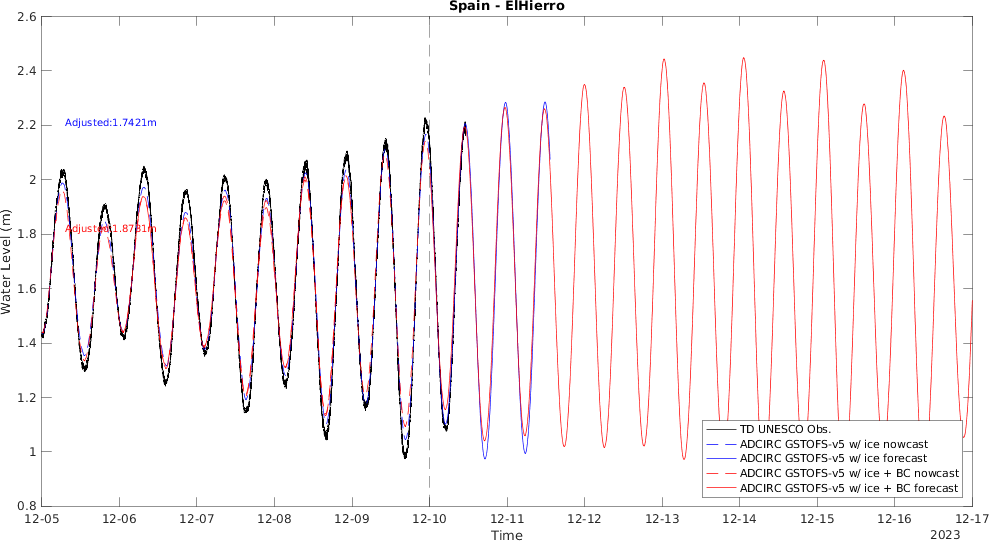 Spain - ElHierro
2.6
2.4
2.2
2
1.8
1.6
1.4
1.2
1
0.8
Water Level (m)
Adjusted:1.7421m
Adjusted:1.8731m
TD UNESCO Obs.
ADCIRC GSTOFS-v5 w/ ice nowcast
ADCIRC GSTOFS-v5 w/ ice forecast
ADCIRC GSTOFS-v5 w/ ice + BC nowcast
ADCIRC GSTOFS-v5 w/ ice + BC forecast
12-05 12-06 12-07 12-08 12-09 12-10 12-11 12-12 12-13 12-14 12-15 12-16 12-17
Time
2023